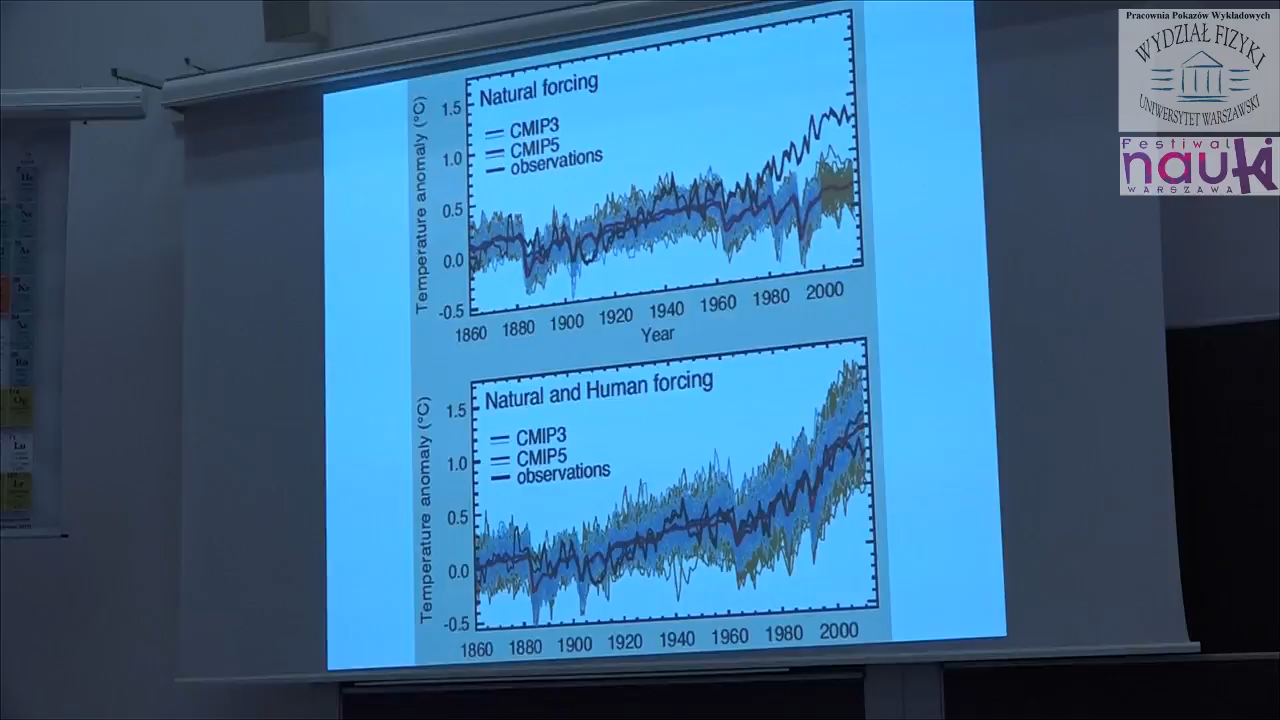 Pracownia Pokazów Wykładowych
WYDZIAŁ FIZYKI
UNIWERSYTET WARSZAWSKI
Festiwal
nauki
WARSZAWA
Natural forcing
CMIP3
CMIP5
observations
Temperature anomaly (°C)
1.5
1.0
0.5
0.0
-0.5
1860 1880 1900 1920 1940 1960 1980 2000
Year
Natural and Human forcing
CMIP3
CMIP5
observations
Temperature anomaly (°C)
1.5
1.0
0.5
0.0
-0.5
1860 1880 1900 1920 1940 1960 1980 2000
Lu
Lr